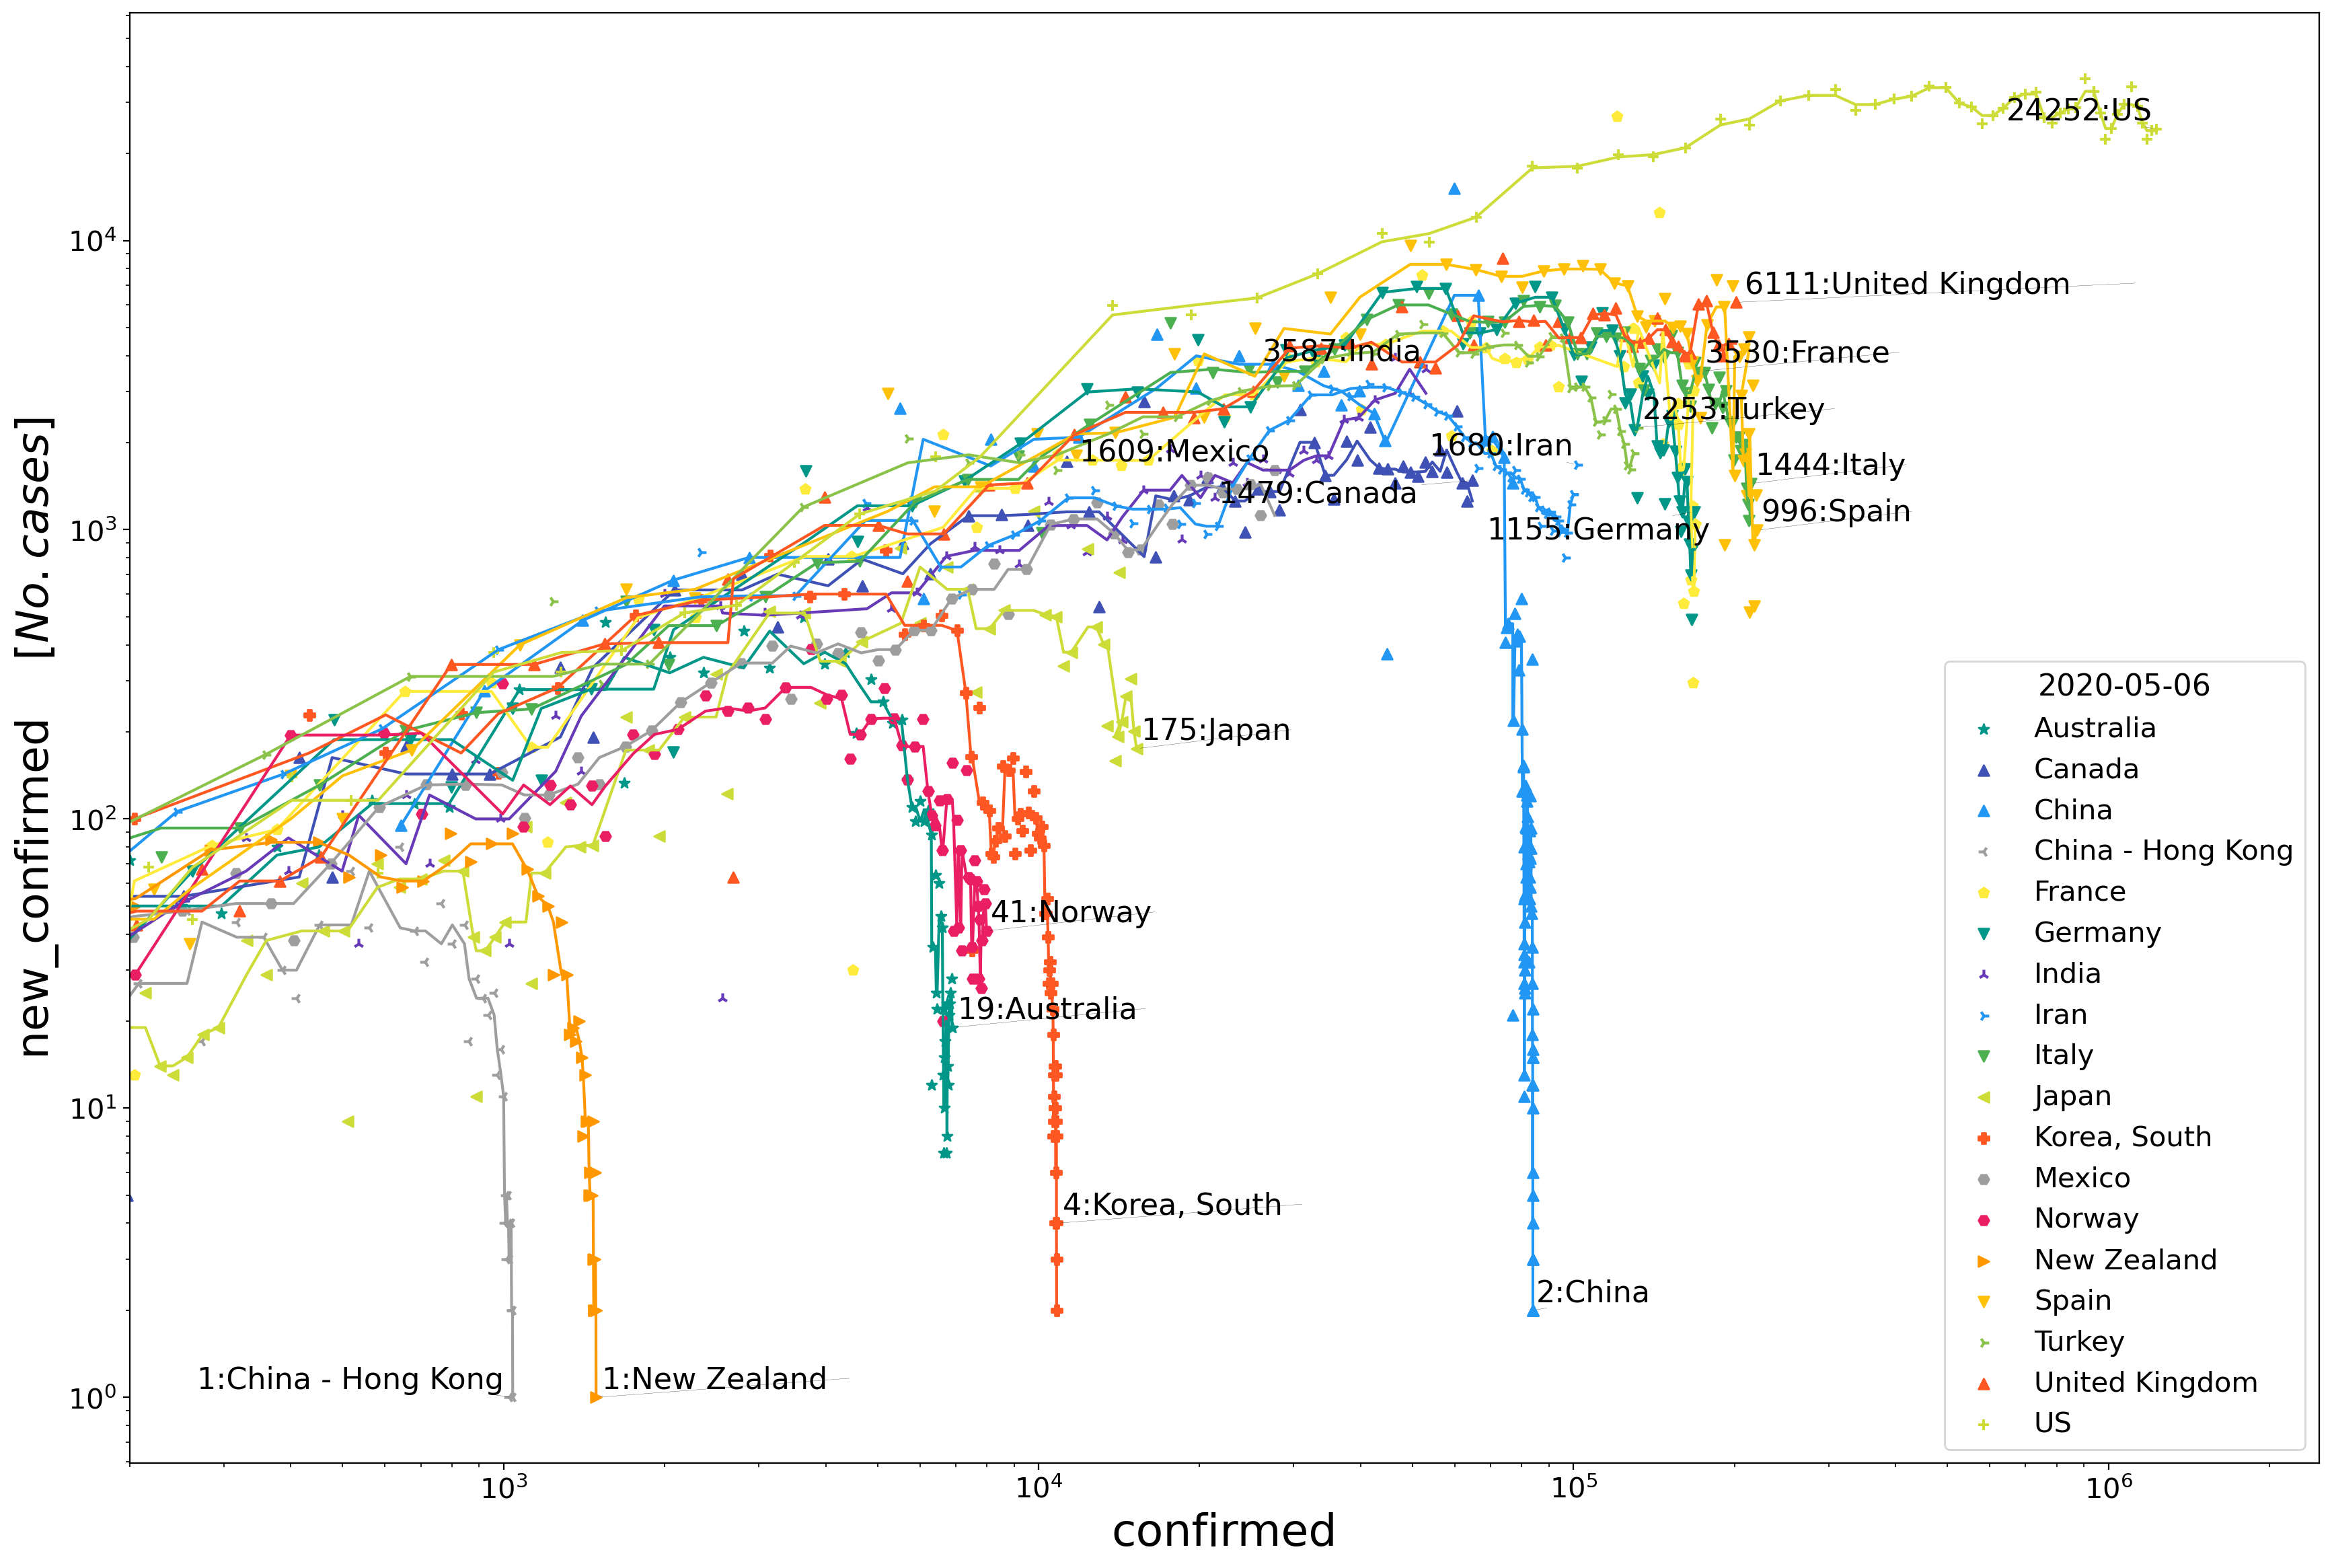 24252:US
6111:United Kingdom
3587:India
3530:France
2253:Turkey
1609:Mexico
1680:Iran
1444:Italy
1479:Canada
996:Spain
1155:Germany
175:Japan
41:Norway
19:Australia
4:Korea, South
2:China
1:China - Hong Kong
1:New Zealand
2020-05-06
Australia
Canada
China
China - Hong Kong
France
Germany
India
Iran
Italy
Japan
Korea, South
Mexico
Norway
New Zealand
Spain
Turkey
United Kingdom
US
new_confirmed [No. cases]
10⁴
10³
10²
10¹
10⁰
10³
10⁴
10⁵
10⁶
confirmed